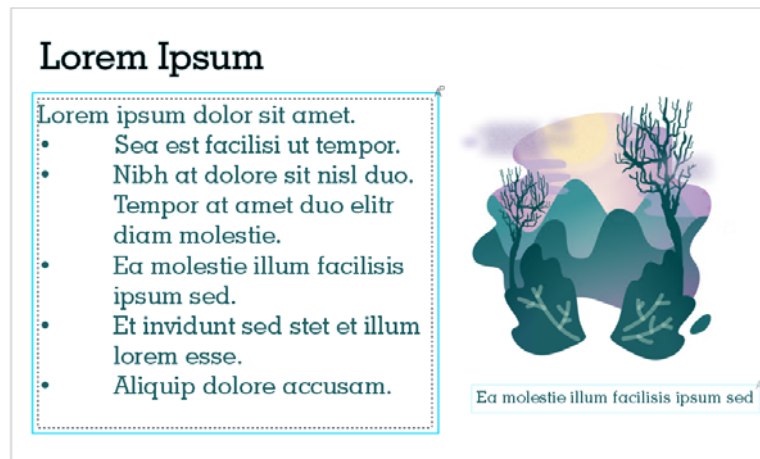 Lorem Ipsum
Lorem ipsum dolor sit amet.
• Sea est facilisi ut tempor.
• Nibh at dolore sit nisl duo.
Tempor at amet duo elitr
diam molestie.
• Ea molestie illum facilisis
ipsum sed.
• Et invidunt sed stet et illum
lorem esse.
• Aliquip dolore accusam.
Ea molestie illum facilisis ipsum sed